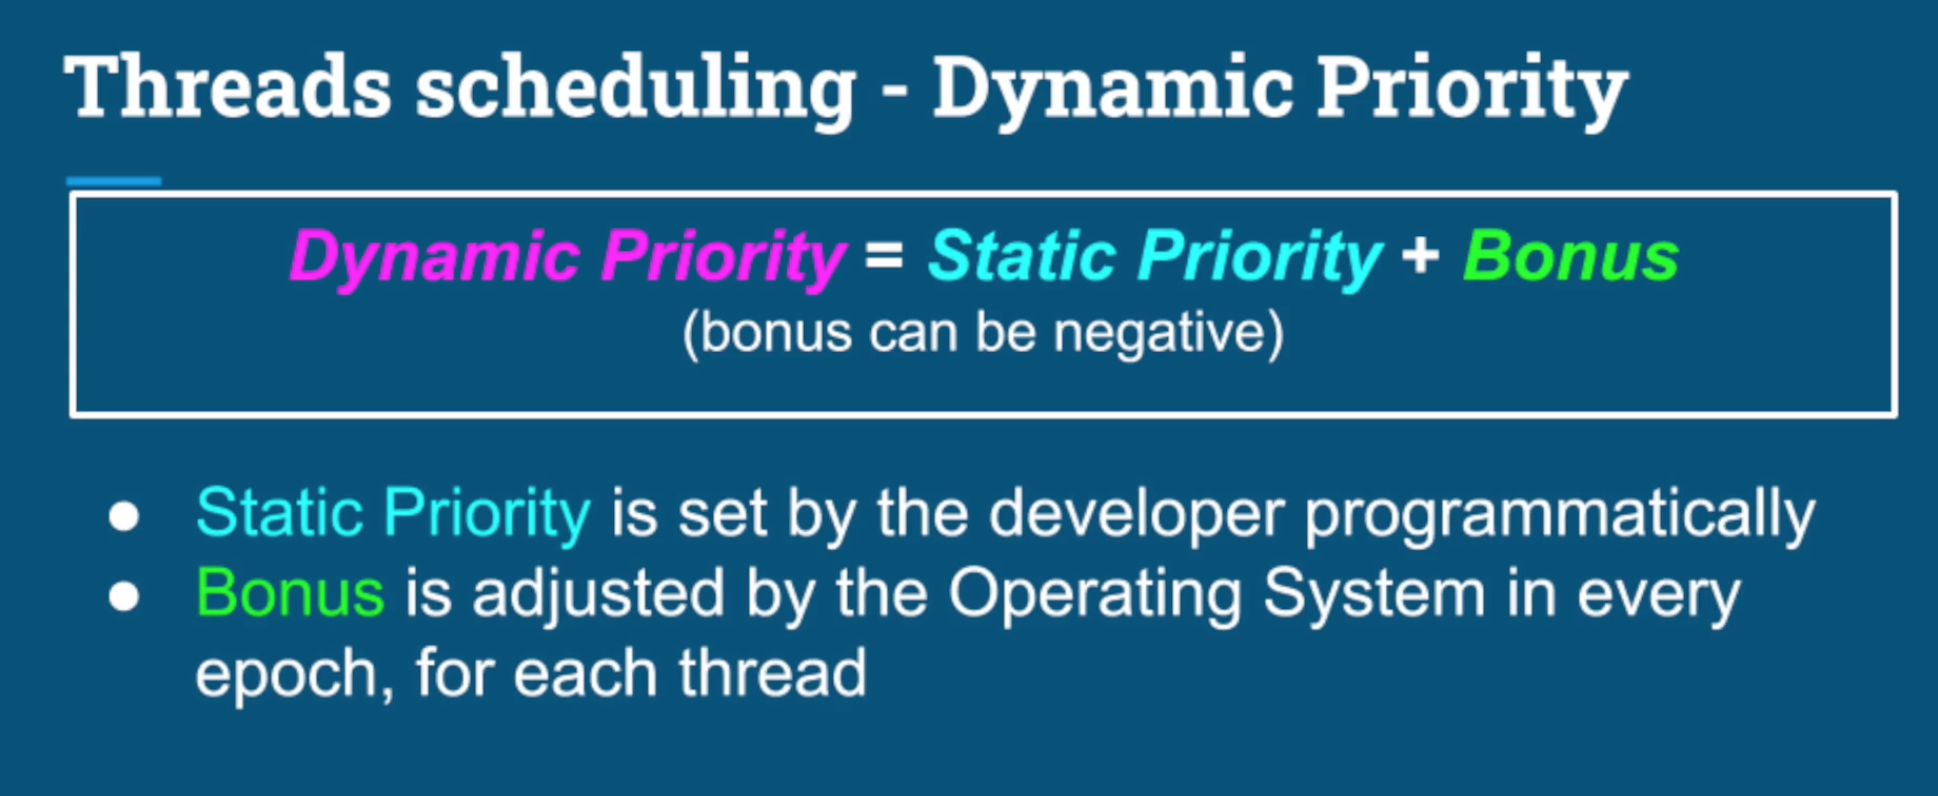 Threads scheduling - Dynamic Priority
Dynamic Priority = Static Priority + Bonus
(bonus can be negative)
● Static Priority is set by the developer programmatically
● Bonus is adjusted by the Operating System in every
epoch, for each thread